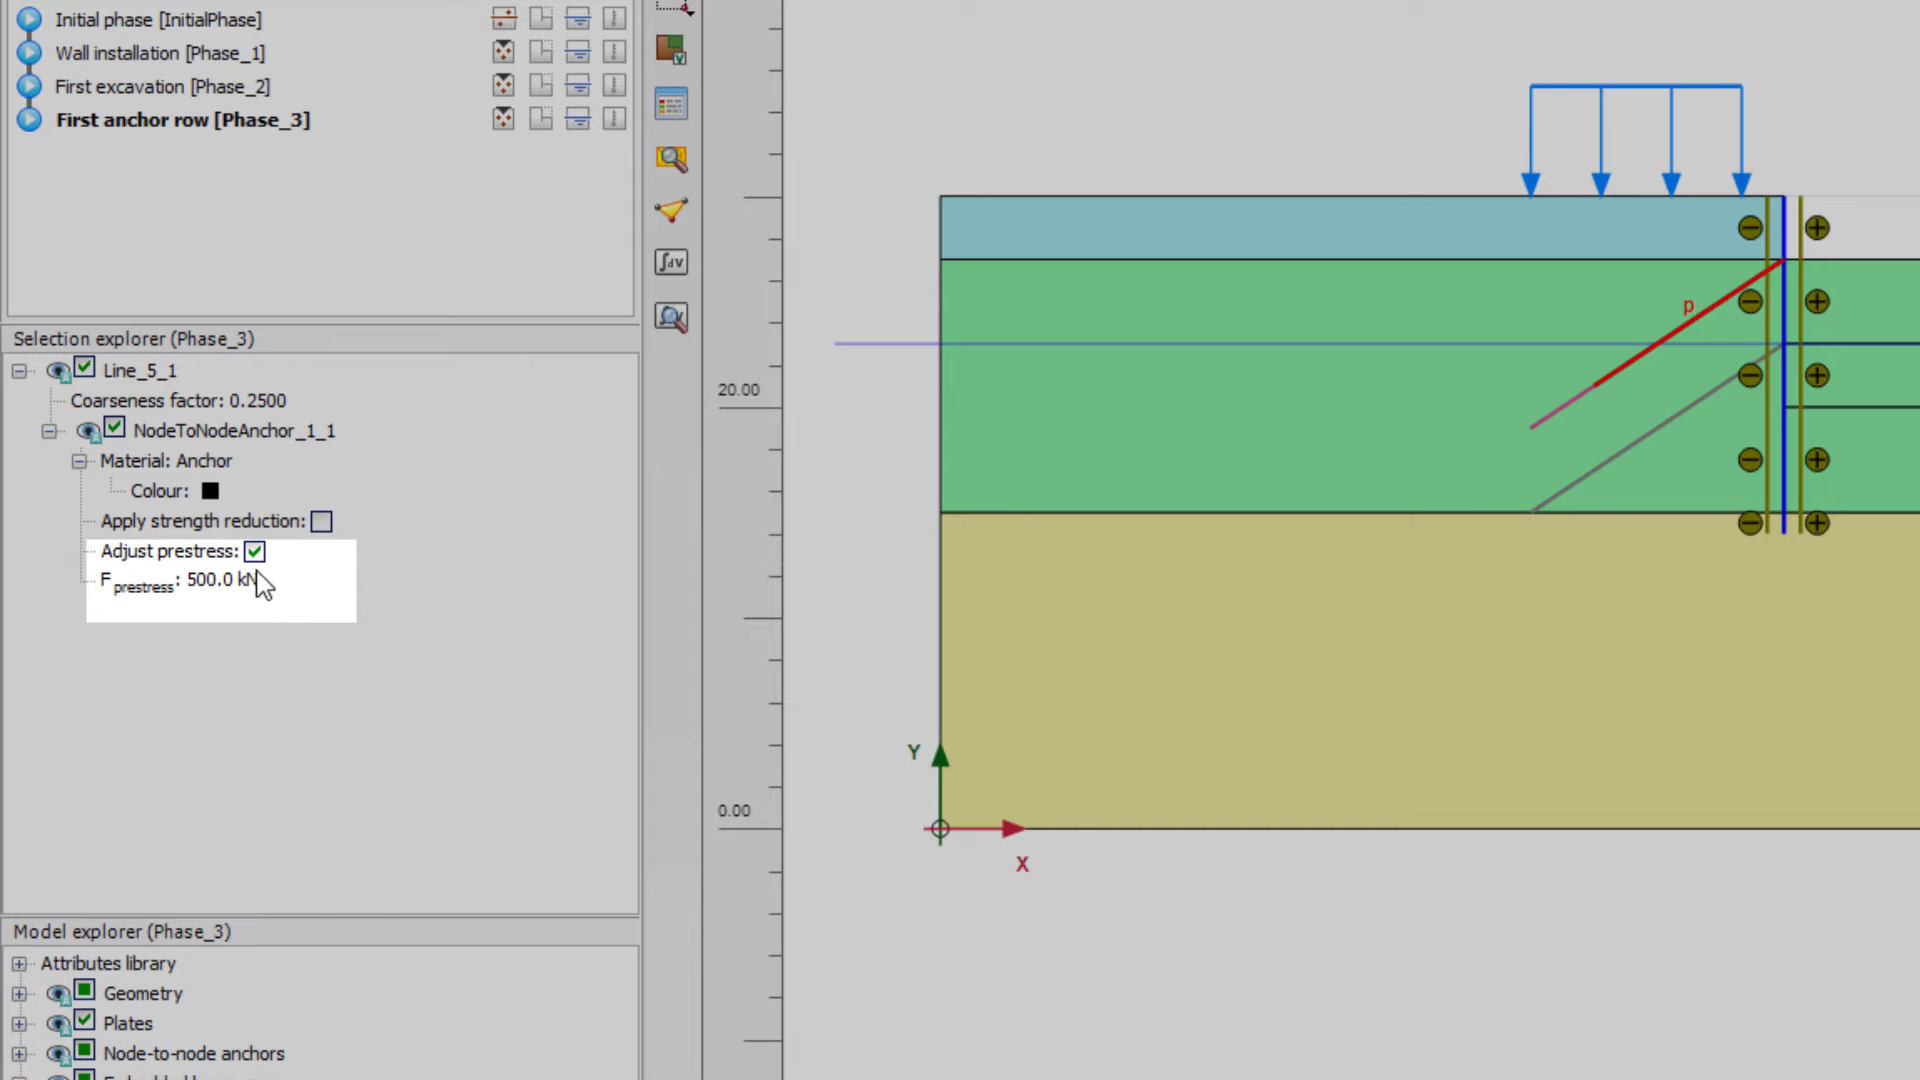 Initial phase [InitialPhase]
Wall installation [Phase_1]
First excavation [Phase_2]
First anchor row [Phase_3]
Selection explorer (Phase_3)
Line_5_1
Coarseness factor: 0.2500
NodeToNodeAnchor_1_1
Material: Anchor
Colour:
Apply strength reduction:
Adjust prestress:
F prestress: 500.0 kN
Model explorer (Phase_3)
Attributes library
Geometry
Plates
Node-to-node anchors
∫dv
V
20.00
0.00
p
Y
X